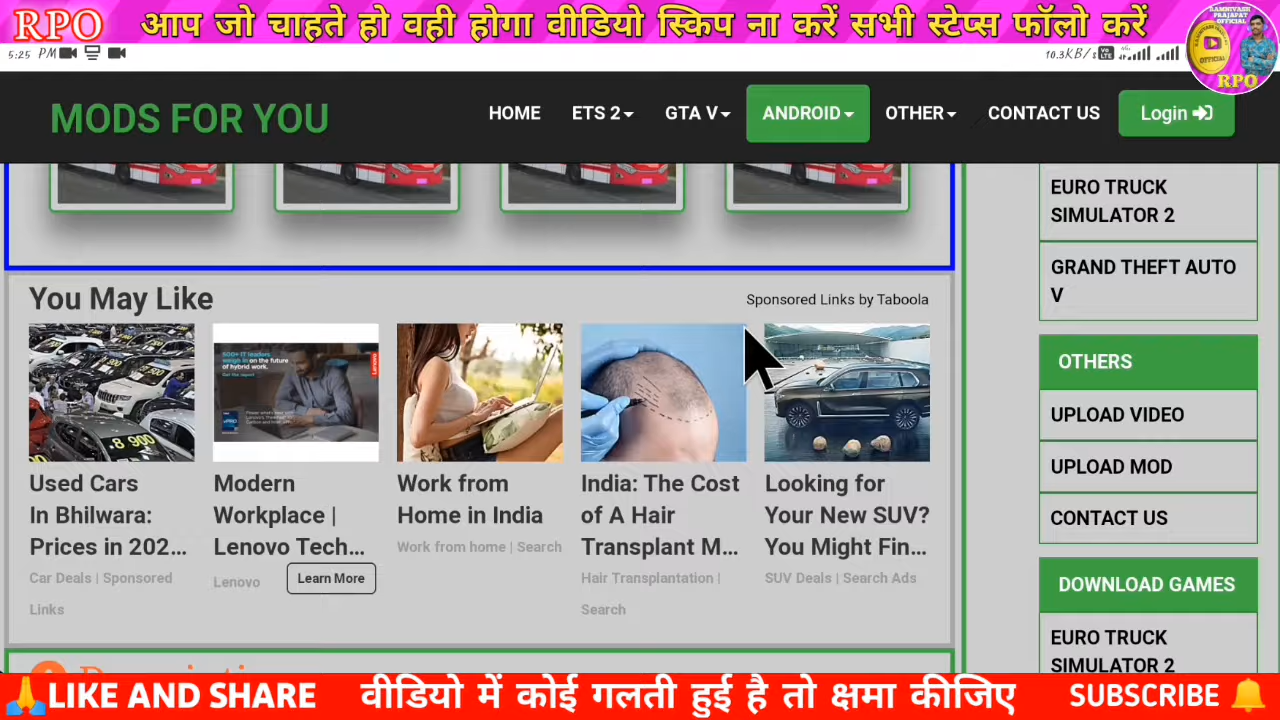 RPO
आप जो चाहते हो वही होगा वीडियो स्किप ना करें सभी स्टेप्स फॉलो करें
5:25 PM
10.3KB/s
RPO
MODS FOR YOU
HOME
ETS 2
GTA V
ANDROID
OTHER
CONTACT US
Login
EURO TRUCK
SIMULATOR 2
GRAND THEFT AUTO
V
You May Like
Sponsored Links by Taboola
Used Cars
In Bhilwara:
Prices in 202...
Car Deals | Sponsored
Links
Modern
Workplace |
Lenovo Tech...
Lenovo
Learn More
Work from
Home in India
Work from home | Search
India: The Cost
of A Hair
Transplant M...
Hair Transplantation |
Search
Looking for
Your New SUV?
You Might Fin...
SUV Deals | Search Ads
OTHERS
UPLOAD VIDEO
UPLOAD MOD
CONTACT US
DOWNLOAD GAMES
EURO TRUCK
SIMULATOR 2
LIKE AND SHARE
वीडियो में कोई गलती हुई है तो क्षमा कीजिए
SUBSCRIBE